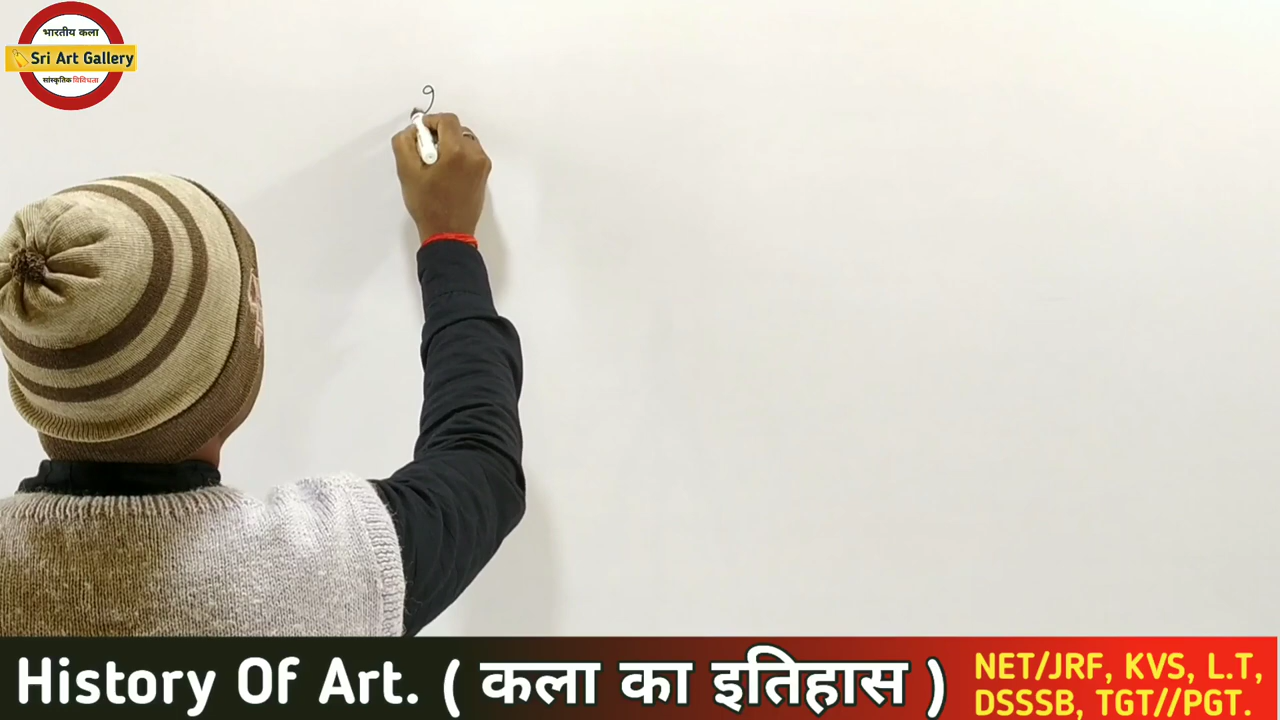 भारतीय कला
Sri Art Gallery
सांस्कृतिक विविधता
History Of Art. ( कला का इतिहास )
NET/JRF, KVS, L.T,
DSSSB, TGT//PGT.